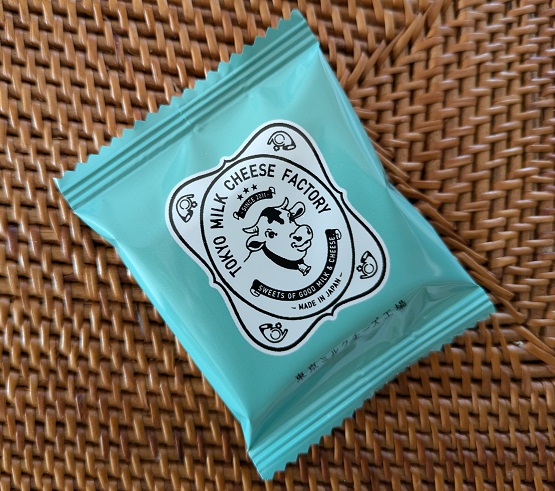 TOKYO MILK CHEESE FACTORY
SINCE 2011
SWEETS OF GOOD MILK & CHEESE
– MADE IN JAPAN –
東京ミルクチーズ工場